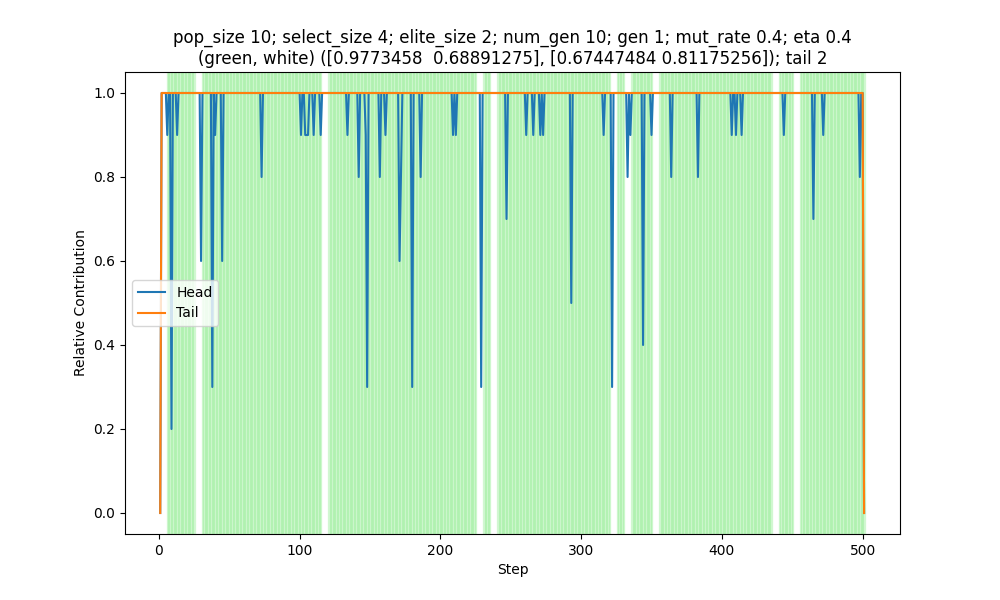 pop_size 10; select_size 4; elite_size 2; num_gen 10; gen 1; mut_rate 0.4; eta 0.4
(green, white) ([0.9773458  0.68891275], [0.67447484 0.81175256]); tail 2
Relative Contribution
1.0
0.8
0.6
0.4
0.2
0.0
Head
Tail
0 100 200 300 400 500
Step